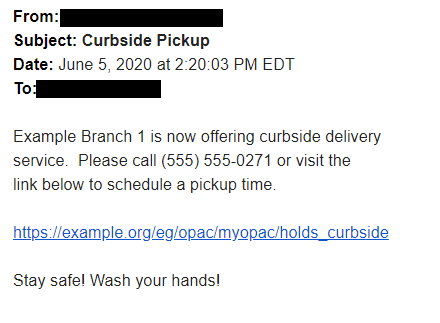 From:
Subject: Curbside Pickup
Date: June 5, 2020 at 2:20:03 PM EDT
To:
Example Branch 1 is now offering curbside delivery
service.  Please call (555) 555-0271 or visit the
link below to schedule a pickup time.
https://example.org/eg/opac/myopac/holds_curbside
Stay safe! Wash your hands!